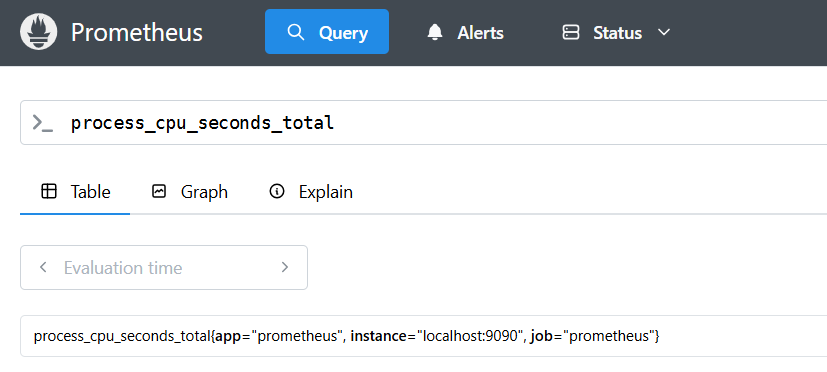 Prometheus Query Alerts Status
>_ process_cpu_seconds_total
Table Graph Explain
Evaluation time
process_cpu_seconds_total{app="prometheus", instance="localhost:9090", job="prometheus"}